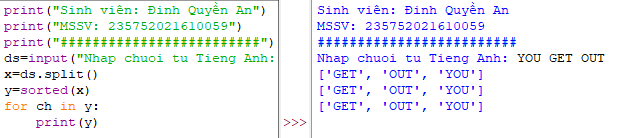 print("Sinh viên: Đinh Quyền An")
print("MSSV: 235752021610059")
print("#########################")
ds=input("Nhap chuoi tu Tieng Anh:
x=ds.split()
y=sorted(x)
for ch in y:
    print(y)
>>>
Sinh viên: Đinh Quyền An
MSSV: 235752021610059
#########################
Nhap chuoi tu Tieng Anh: YOU GET OUT
['GET', 'OUT', 'YOU']
['GET', 'OUT', 'YOU']
['GET', 'OUT', 'YOU']